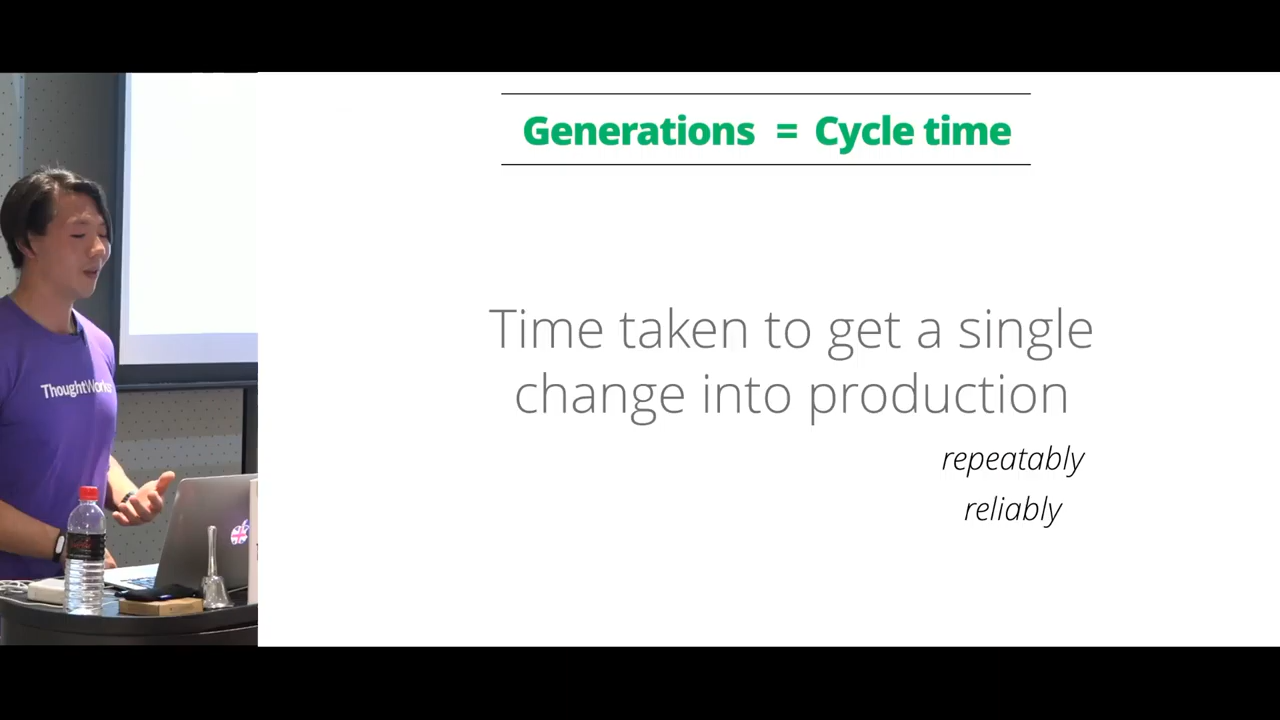 Generations = Cycle time
Time taken to get a single
change into production
repeatably
reliably
ThoughtWorks